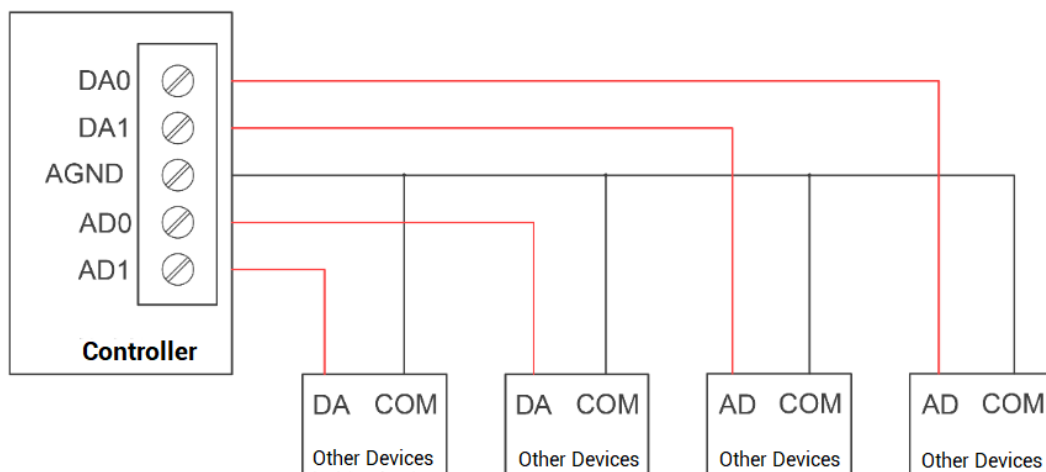 DA0
DA1
AGND
AD0
AD1
Controller
DA COM
Other Devices
DA COM
Other Devices
AD COM
Other Devices
AD COM
Other Devices